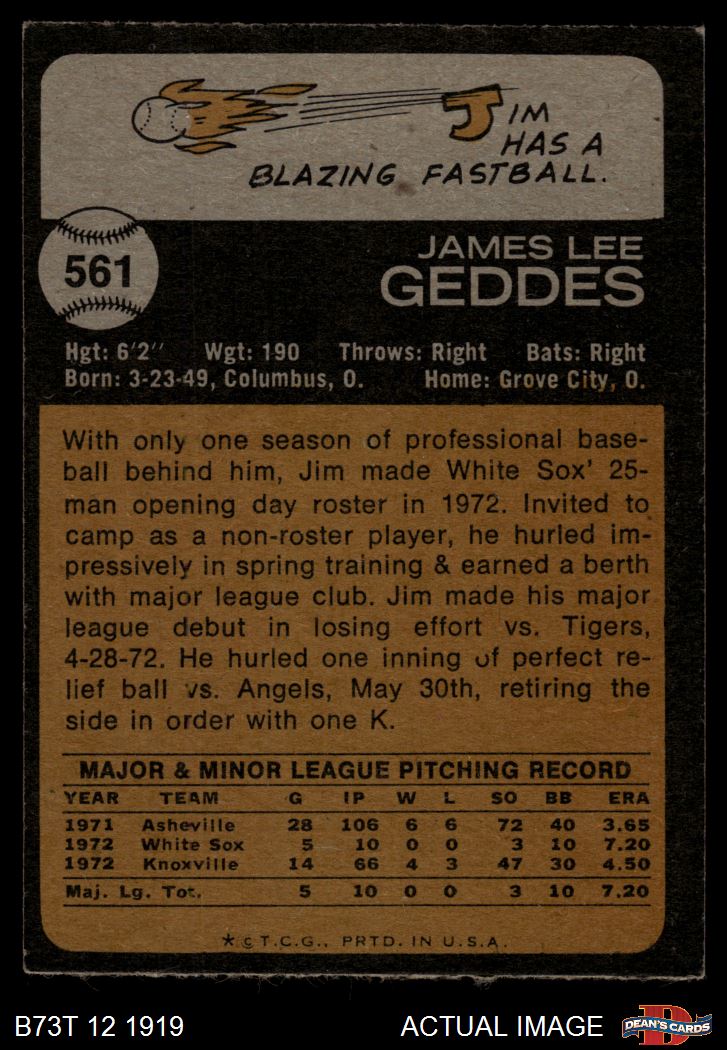 JIM
HAS A
BLAZING FASTBALL.
561
JAMES LEE
GEDDES
Hgt: 6'2" Wgt: 190 Throws: Right Bats: Right
Born: 3-23-49, Columbus, O. Home: Grove City, O.
With only one season of professional base-
ball behind him, Jim made White Sox' 25-
man opening day roster in 1972. Invited to
camp as a non-roster player, he hurled im-
pressively in spring training & earned a berth
with major league club. Jim made his major
league debut in losing effort vs. Tigers,
4-28-72. He hurled one inning of perfect re-
lief ball vs. Angels, May 30th, retiring the
side in order with one K.
MAJOR & MINOR LEAGUE PITCHING RECORD
YEAR TEAM G IP W L SO BB ERA
1971 Asheville 28 106 6 6 72 40 3.65
1972 White Sox 5 10 0 0 3 10 7.20
1972 Knoxville 14 66 4 3 47 30 4.50
Maj. Lg. Tot. 5 10 0 0 3 10 7.20
* © T.C.G.. PRTD. IN U.S.A.
B73T 12 1919 ACTUAL IMAGE D DEAN'S CARDS